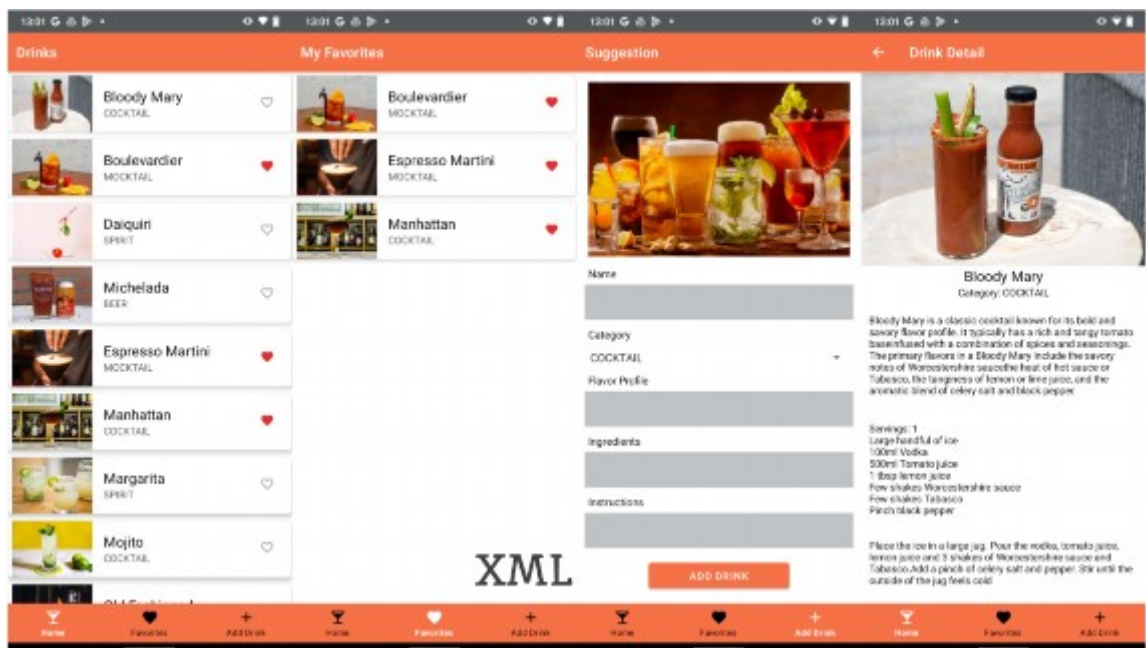 13:01
Drinks
Bloody Mary
COCKTAIL
Boulevardier
MOCKTAIL
Daiquiri
SPIRIT
Michelada
BEER
Espresso Martini
MOCKTAIL
Manhattan
COCKTAIL
Margarita
SPIRIT
Mojito
COCKTAIL
Home
Favorites
Add Drink
13:01
My Favorites
Boulevardier
MOCKTAIL
Espresso Martini
MOCKTAIL
Manhattan
COCKTAIL
XML
Home
Favorites
Add Drink
13:01
Suggestion
Name
Category
COCKTAIL
Flavor Profile
Ingredients
Instructions
ADD DRINK
Home
Favorites
Add Drink
13:01
Drink Detail
Bloody Mary
Category: COCKTAIL
Bloody Mary is a classic cocktail known for its bold and
savory flavor profile. It typically has a rich and tangy tomato
baseinfused with a combination of spices and seasonings.
The primary flavors in a Bloody Mary include the savory
notes of Worcestershire saucethe heat of hot sauce or
Tabasco, the tanginess of lemon or lime juice, and the
aromatic blend of celery salt and black pepper
Servings: 1
Large handful of ice
100ml Vodka
500ml Tomato juice
1 tbsp lemon juice
Few shakes Worcestershire sauce
Few shakes Tabasco
Pinch black pepper
Place the ice in a large jug. Pour the vodka, tomato juice,
lemon juice and 3 shakes of Worcestershire sauce and
Tabasco.Add a pinch of celery salt and pepper. Stir until the
outside of the jug feels cold
Home
Favorites
Add Drink